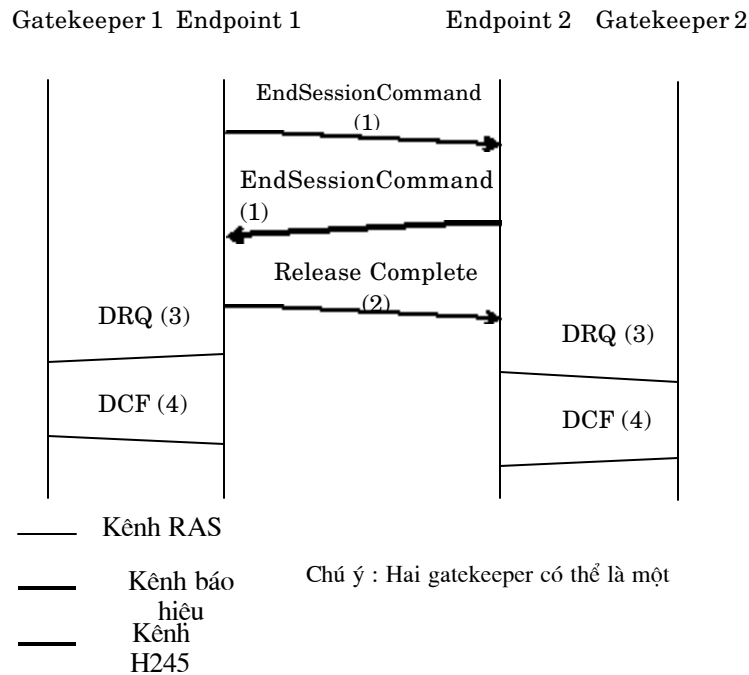 Gatekeeper 1 Endpoint 1 Endpoint 2 Gatekeeper 2
EndSessionCommand
(1)
EndSessionCommand
(1)
Release Complete
(2)
DRQ (3)
DRQ (3)
DCF (4)
DCF (4)
Kênh RAS
Chú ý : Hai gatekeeper có thể là một
Kênh báo
hiệu
Kênh
H245